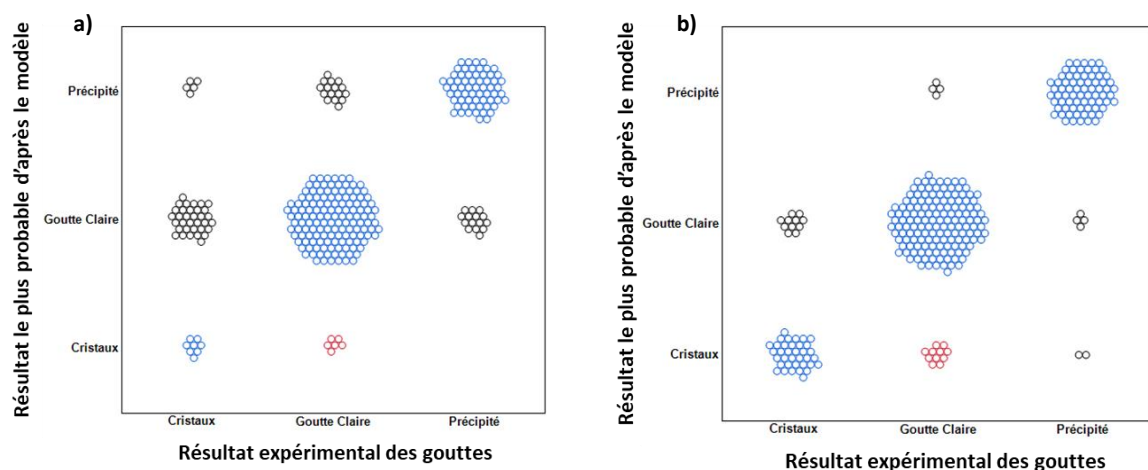 a)
Résultat le plus probable d'après le modèle
Précipité
Goutte Claire
Cristaux
Cristaux Goutte Claire Précipité
Résultat expérimental des gouttes
b)
Résultat le plus probable d'après le modèle
Précipité
Goutte Claire
Cristaux
Cristaux Goutte Claire Précipité
Résultat expérimental des gouttes